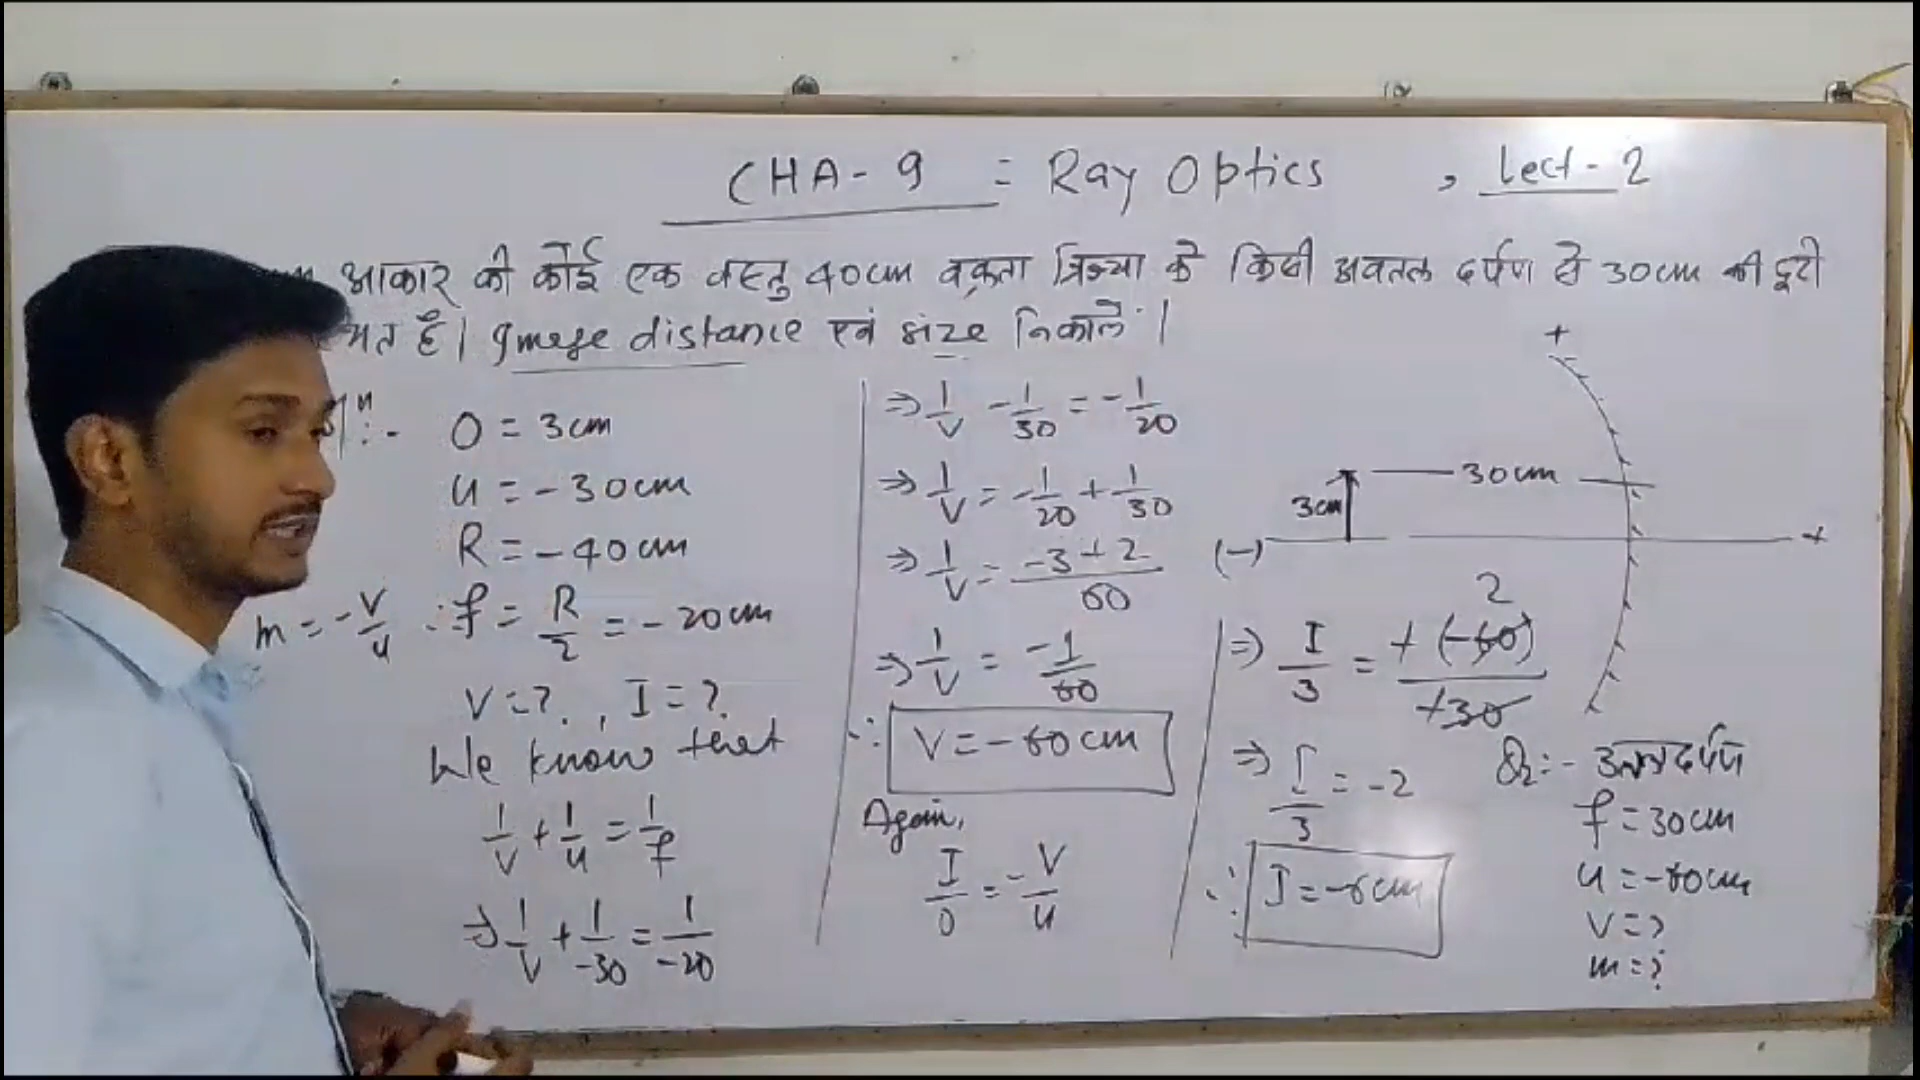 CHA-9 = Ray Optics , Lect-2
आकार की कोई एक वस्तु 40cm वक्रता त्रिज्या के किसी अवतल दर्पण से 30cm की दूरी
है। Image distance एवं size निकालें।
O = 3cm
u = -30cm
R = -40cm
m = -v/u ∴ f = R/2 = -20cm
v=?, I=?
We know that
1/v + 1/u = 1/f
⇒ 1/v + 1/-30 = 1/-20
⇒ 1/v - 1/30 = -1/20
⇒ 1/v = -1/20 + 1/30
⇒ 1/v = -3+2/60
⇒ 1/v = -1/60
∴ v = -60cm
Again,
I/O = -v/u
⇒ I/3 = +(-60)/+30
2
⇒ I/3 = -2
∴ I = -6cm
+
30cm
3cm
(-) +
Q2:- उत्तल दर्पण
f = 30cm
u = -60cm
v = ?
m = ?